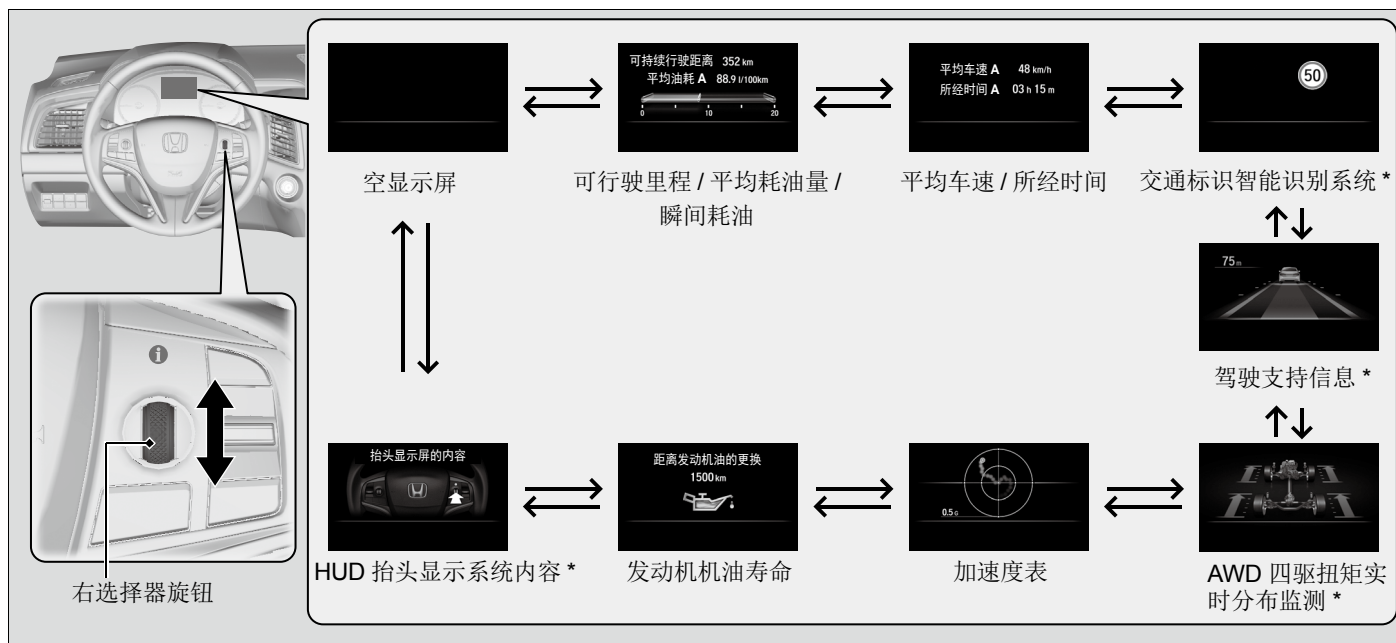 可持续行驶距离 352 km
平均油耗 A 88.9 l/100km
0 10 20
平均车速 A 48 km/h
所经时间 A 03 h 15 m
50
空显示屏
可行驶里程 / 平均耗油量 /
瞬间耗油
平均车速 / 所经时间
交通标识智能识别系统 *
75 m
驾驶支持信息 *
i
右选择器旋钮
抬头显示屏的内容
距离发动机油的更换
1500 km
0.5 G
HUD 抬头显示系统内容 *
发动机机油寿命
加速度表
AWD 四驱扭矩实
时分布监测 *